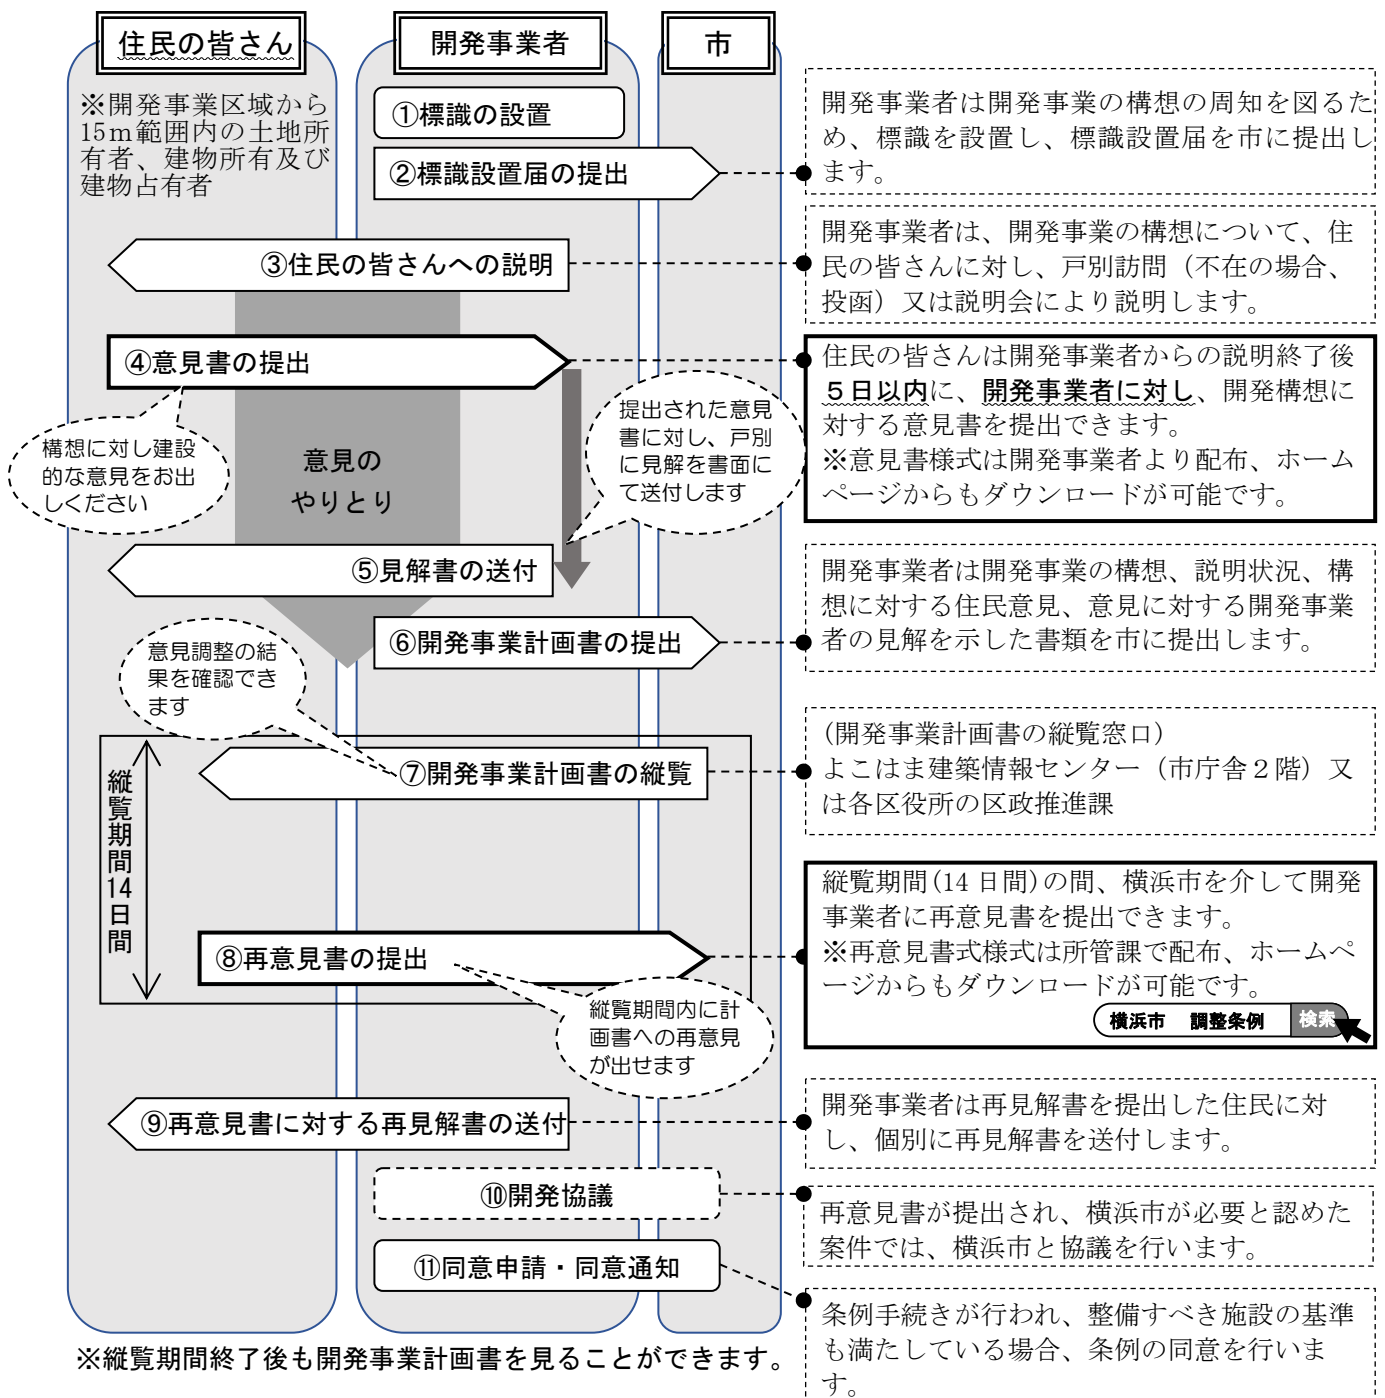 住民の皆さん
開発事業者
市
※開発事業区域から
15m範囲内の土地所
有者、建物所有及び
建物占有者
①標識の設置
②標識設置届の提出
開発事業者は開発事業の構想の周知を図るた
め、標識を設置し、標識設置届を市に提出し
ます。
③住民の皆さんへの説明
開発事業者は、開発事業の構想について、住
民の皆さんに対し、戸別訪問（不在の場合、
投函）又は説明会により説明します。
④意見書の提出
住民の皆さんは開発事業者からの説明終了後
５日以内に、開発事業者に対し、開発構想に
対する意見書を提出できます。
※意見書様式は開発事業者より配布、ホーム
ページからもダウンロードが可能です。
構想に対し建設
的な意見をお出
しください
意見の
やりとり
提出された意見
書に対し、戸別
に見解を書面に
て送付します
⑤見解書の送付
⑥開発事業計画書の提出
開発事業者は開発事業の構想、説明状況、構
想に対する住民意見、意見に対する開発事業
者の見解を示した書類を市に提出します。
意見調整の結
果を確認でき
ます
⑦開発事業計画書の縦覧
(開発事業計画書の縦覧窓口)
よこはま建築情報センター（市庁舎２階）又
は各区役所の区政推進課
縦覧期間14日間
⑧再意見書の提出
縦覧期間(14日間)の間、横浜市を介して開発
事業者に再意見書を提出できます。
※再意見書式様式は所管課で配布、ホームペ
ージからもダウンロードが可能です。
横浜市　調整条例　検索
縦覧期間内に計
画書への再意見
が出せます
⑨再意見書に対する再見解書の送付
開発事業者は再見解書を提出した住民に対
し、個別に再見解書を送付します。
⑩開発協議
再意見書が提出され、横浜市が必要と認めた
案件では、横浜市と協議を行います。
⑪同意申請・同意通知
条例手続きが行われ、整備すべき施設の基準
も満たしている場合、条例の同意を行いま
す。
※縦覧期間終了後も開発事業計画書を見ることができます。